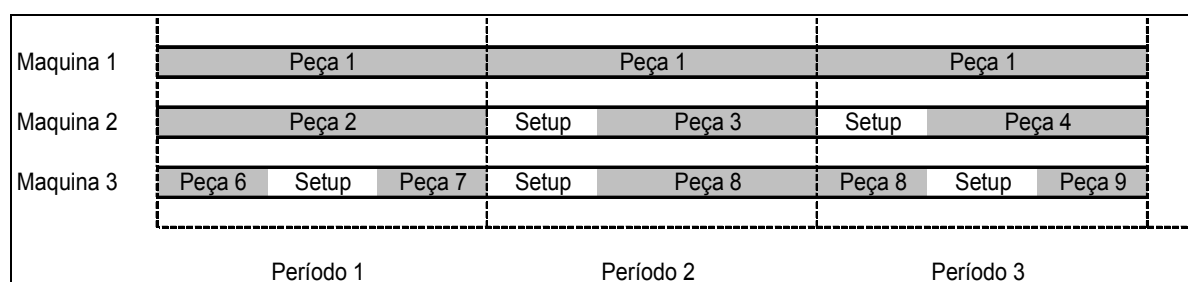 Maquina 1 Peça 1 Peça 1 Peça 1
Maquina 2 Peça 2 Setup Peça 3 Setup Peça 4
Maquina 3 Peça 6 Setup Peça 7 Setup Peça 8 Peça 8 Setup Peça 9
Período 1 Período 2 Período 3